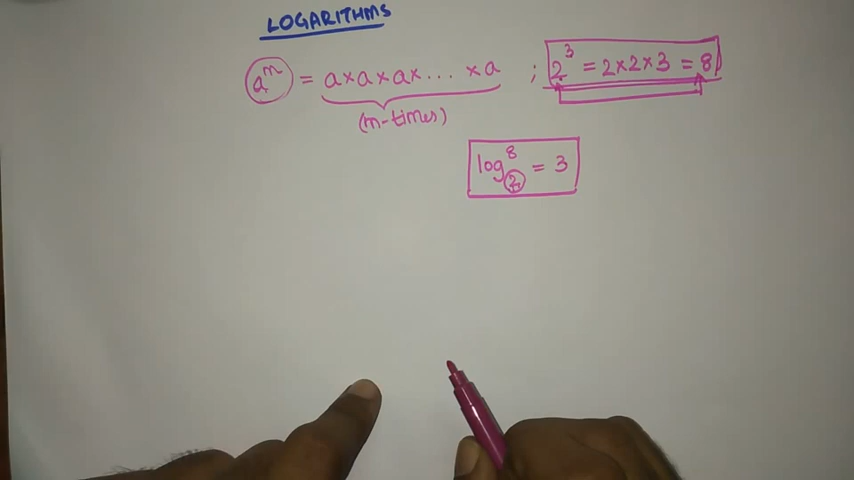 LOGARITHMS
a^m = a×a×a×... ×a ; 2^3 = 2×2×3 = 8
(m-times)
log_2^8 = 3